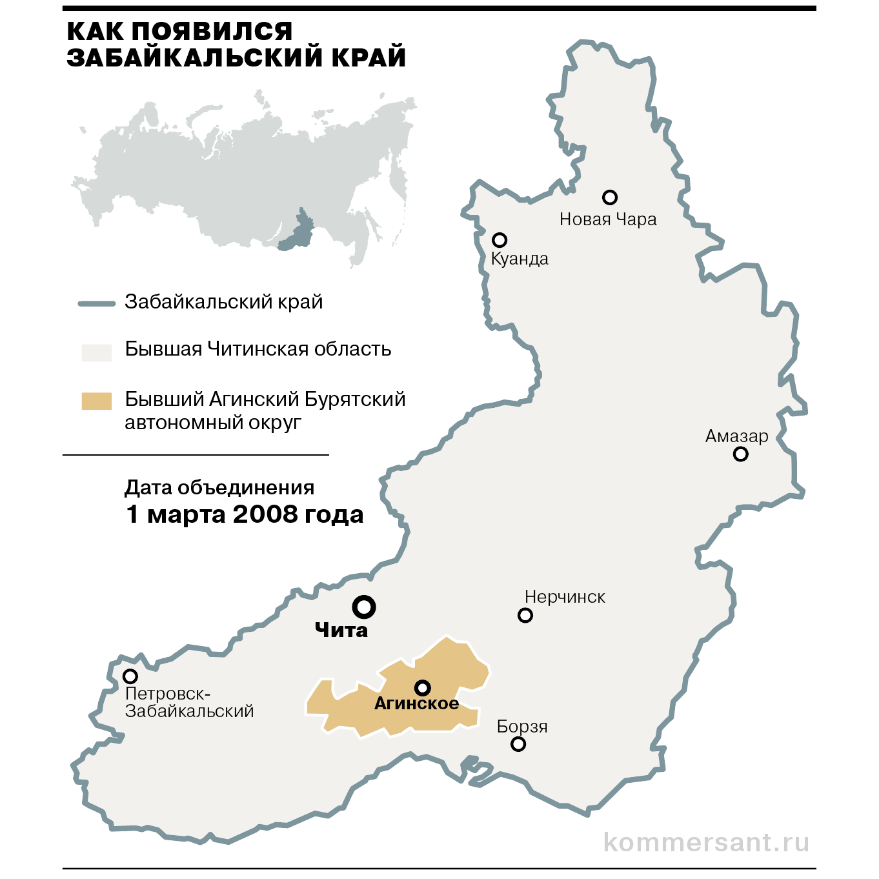 КАК ПОЯВИЛСЯ
ЗАБАЙКАЛЬСКИЙ КРАЙ
Забайкальский край
Бывшая Читинская область
Бывший Агинский Бурятский
автономный округ
Дата объединения
1 марта 2008 года
Новая Чара
Куанда
Амазар
Нерчинск
Чита
Петровск-
Забайкальский
Агинское
Борзя
kommersant.ru